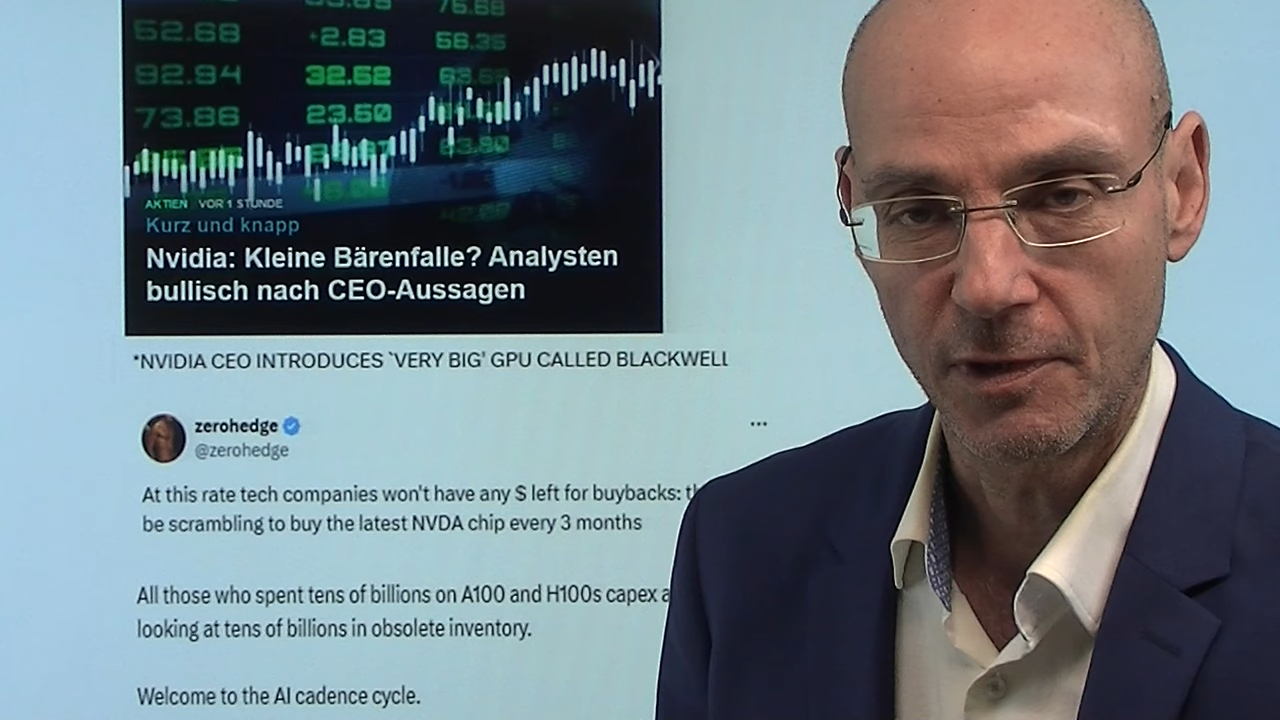 76.68
52.68 +2.83 56.35
92.94 32.62
73.86 23.50
AKTIEN VOR 1 STUNDE
Kurz und knapp
Nvidia: Kleine Bärenfalle? Analysten
bullisch nach CEO-Aussagen
*NVIDIA CEO INTRODUCES `VERY BIG' GPU CALLED BLACKWELL
zerohedge
...
@zerohedge
At this rate tech companies won't have any $ left for buybacks:
be scrambling to buy the latest NVDA chip every 3 months
All those who spent tens of billions on A100 and H100s capex
looking at tens of billions in obsolete inventory.
Welcome to the AI cadence cycle.